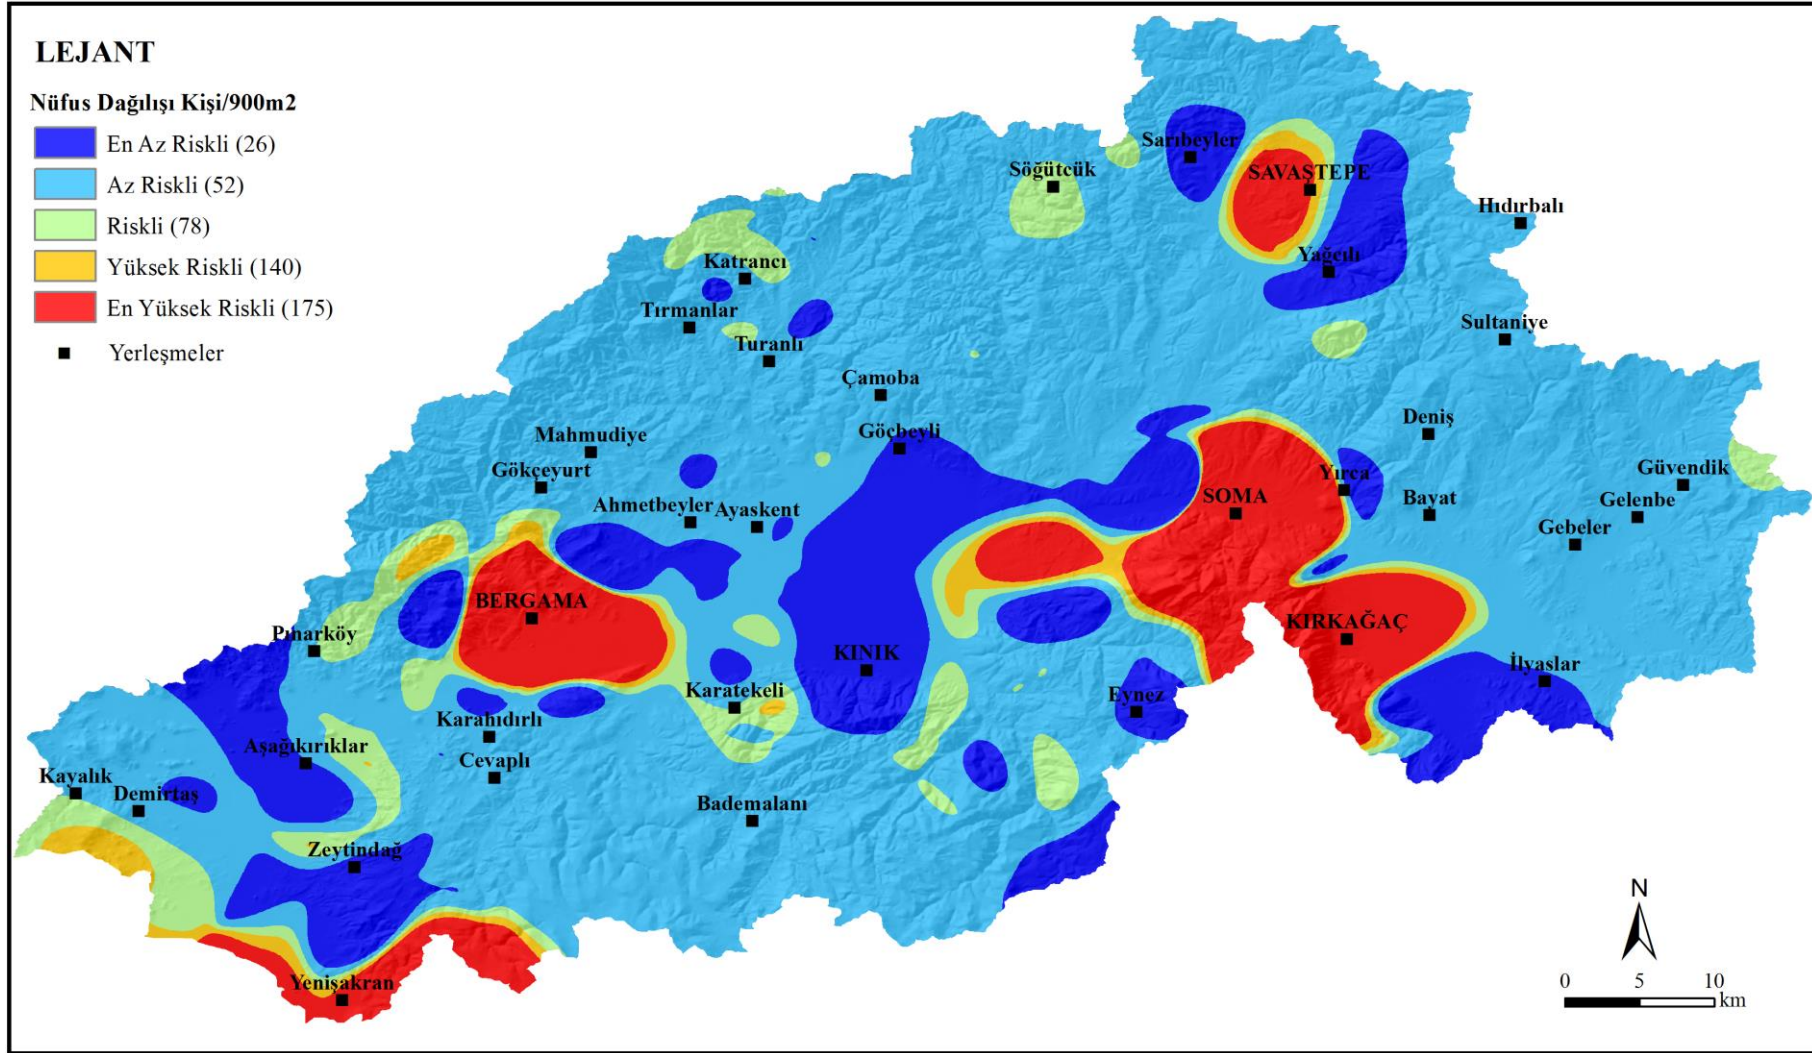 LEJANT
Nüfus Dağılışı Kişi/900m2
En Az Riskli (26)
Az Riskli (52)
Riskli (78)
Yüksek Riskli (140)
En Yüksek Riskli (175)
Yerleşmeler
Sarıbeyler
Söğütcük
SAVAŞTEPE
Hıdırbalı
Yağcılı
Katrancı
Tırmanlar
Turanlı
Sultaniye
Çamoba
Deniş
Göçbeyli
Mahmudiye
Gökçeyurt
Güvendik
Yırca
SOMA
Bayat
Gelenbe
Ahmetbeyler
Ayaskent
Gebeler
BERGAMA
KIRKAĞAÇ
Pınarköy
KINIK
İlyaslar
Karatekeli
Eynez
Karahıdırlı
Aşağıkırıklar
Cevaplı
Kayalık
Demirtaş
Bademalanı
Zeytindağ
Yenişakran
N
0 5 10
km